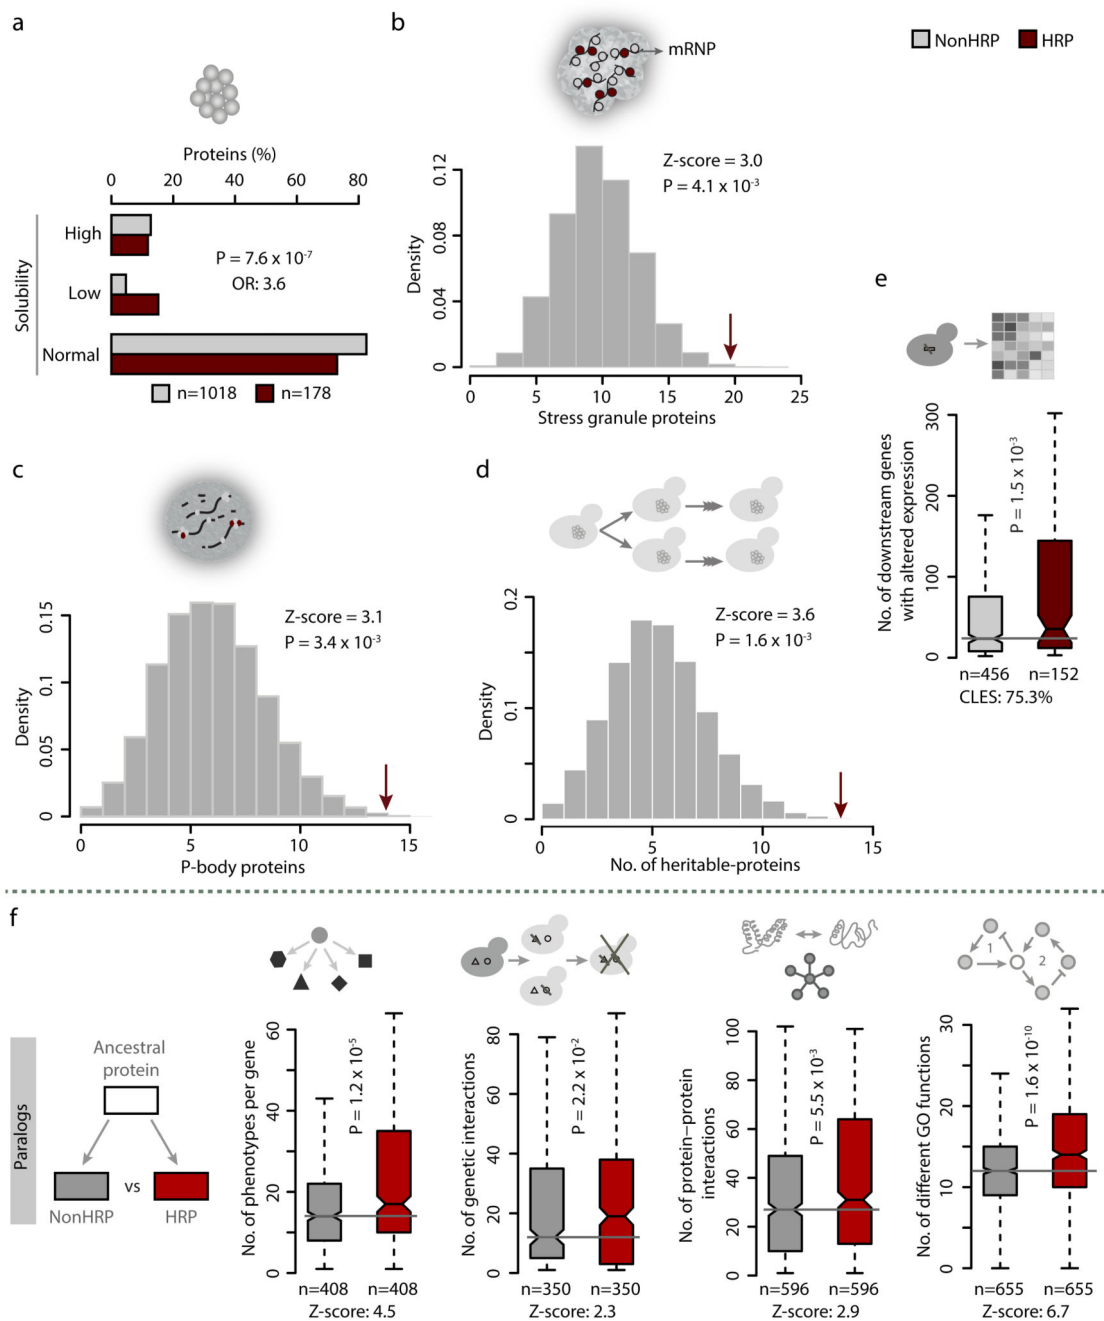 NonHRP HRP
a
Proteins (%)
0 20 40 60 80
Solubility
High
Low
Normal
P = 7.6 x 10-7
OR: 3.6
n=1018 n=178
b
mRNP
Z-score = 3.0
P = 4.1 x 10-3
Density
0 0.04 0.08 0.12
0 5 10 15 20 25
Stress granule proteins
c
Z-score = 3.1
P = 3.4 x 10-3
Density
0 0.05 0.1 0.15
0 5 10 15
P-body proteins
d
Z-score = 3.6
P = 1.6 x 10-3
Density
0 0.1 0.2
0 5 10 15
No. of heritable-proteins
e
No. of downstream genes
with altered expression
0 100 200 300
P = 1.5 x 10-3
n=456 n=152
CLES: 75.3%
f
Paralogs
Ancestral
protein
vs
NonHRP HRP
No. of phenotypes per gene
0 20 40 60
P = 1.2 x 10-5
n=408 n=408
Z-score: 4.5
No. of genetic interactions
0 20 40 60 80
P = 2.2 x 10-2
n=350 n=350
Z-score: 2.3
No. of protein–protein
interactions
0 20 40 60 80 100
P = 5.5 x 10-3
n=596 n=596
Z-score: 2.9
1 2
No. of different GO functions
0 10 20 30
P = 1.6 x 10-10
n=655 n=655
Z-score: 6.7